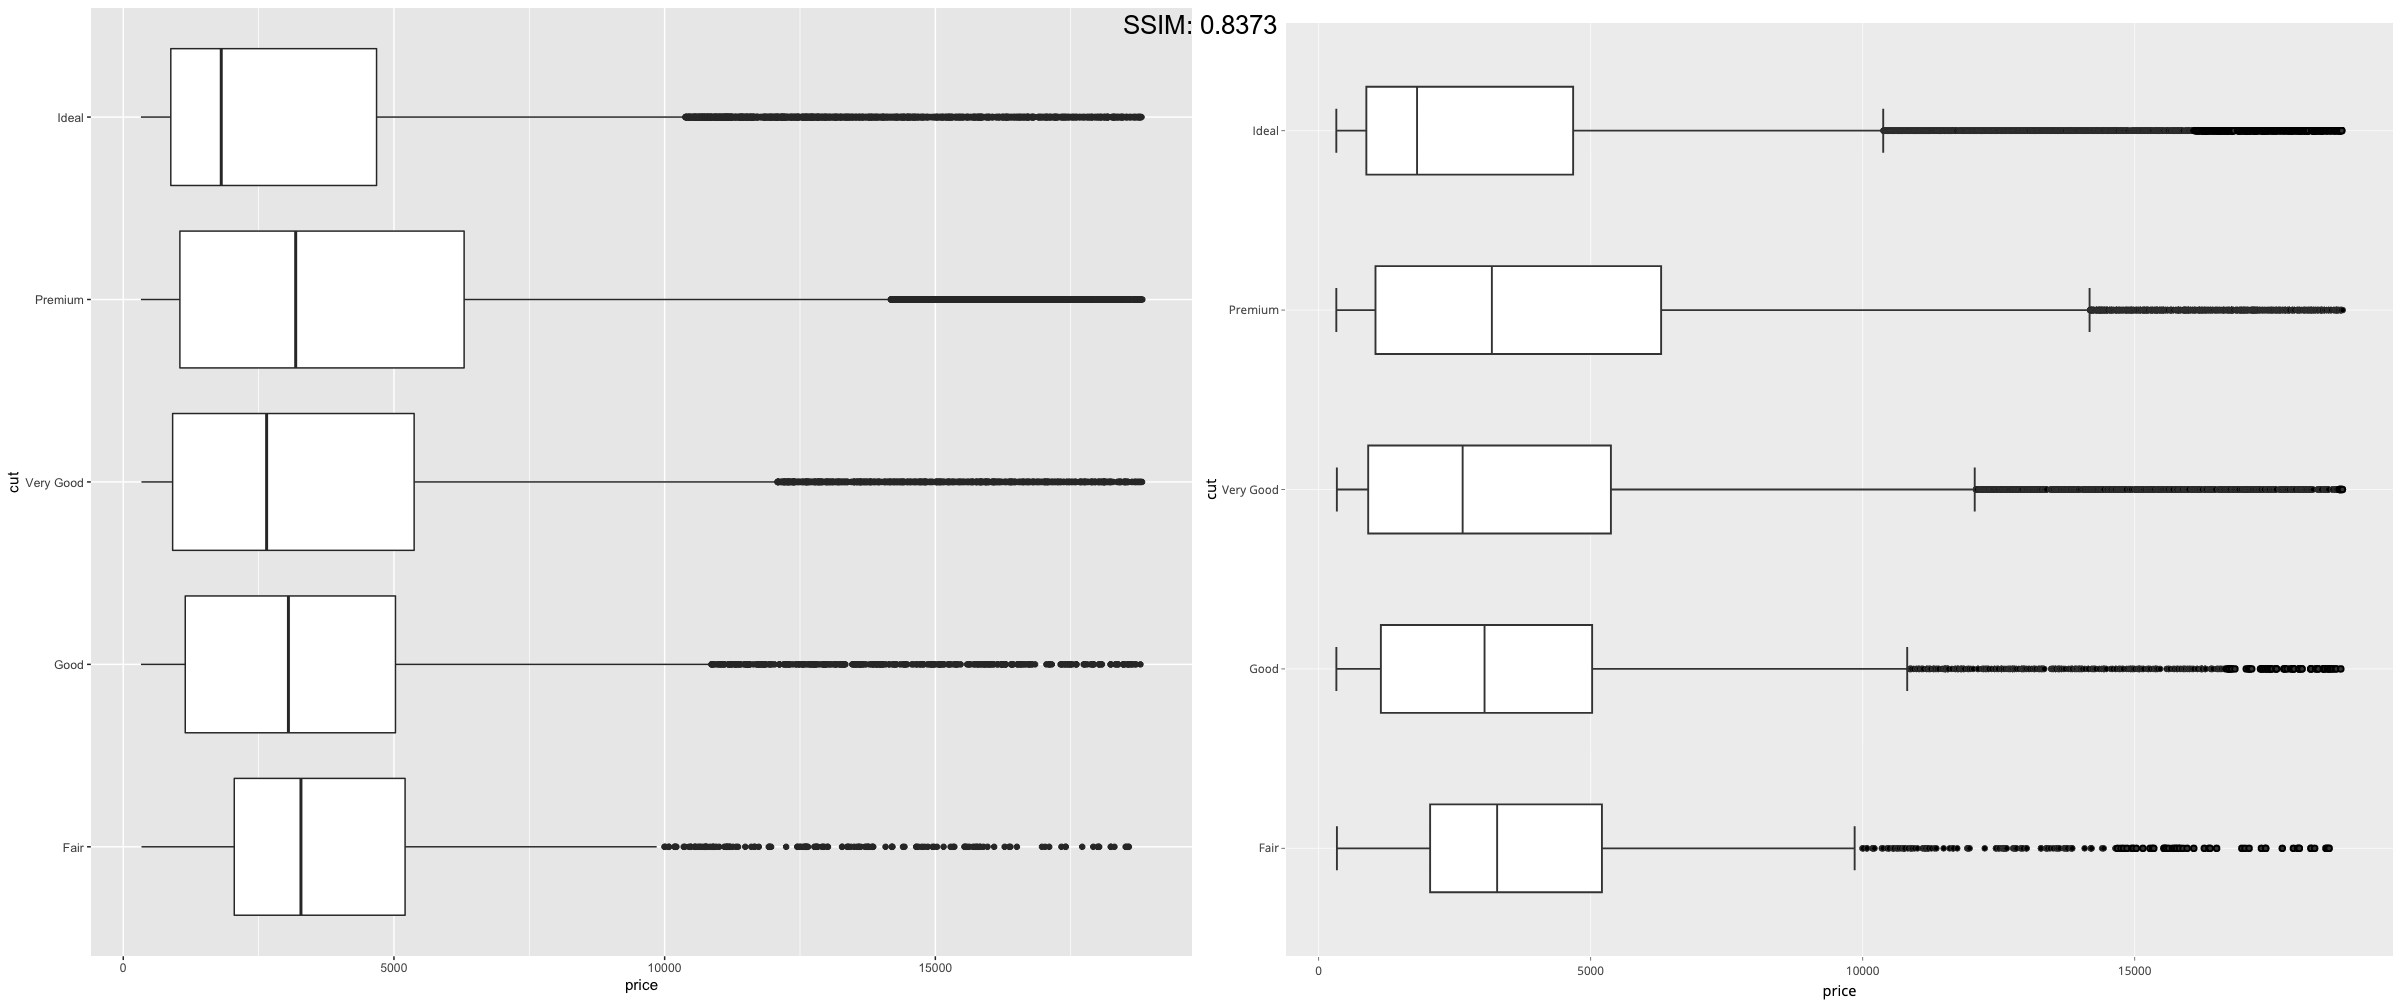 SSIM: 0.8373
Ideal
Premium
Very Good
Good
Fair
cut
0 5000 10000 15000
price
Ideal
Premium
Very Good
Good
Fair
cut
0 5000 10000 15000
price